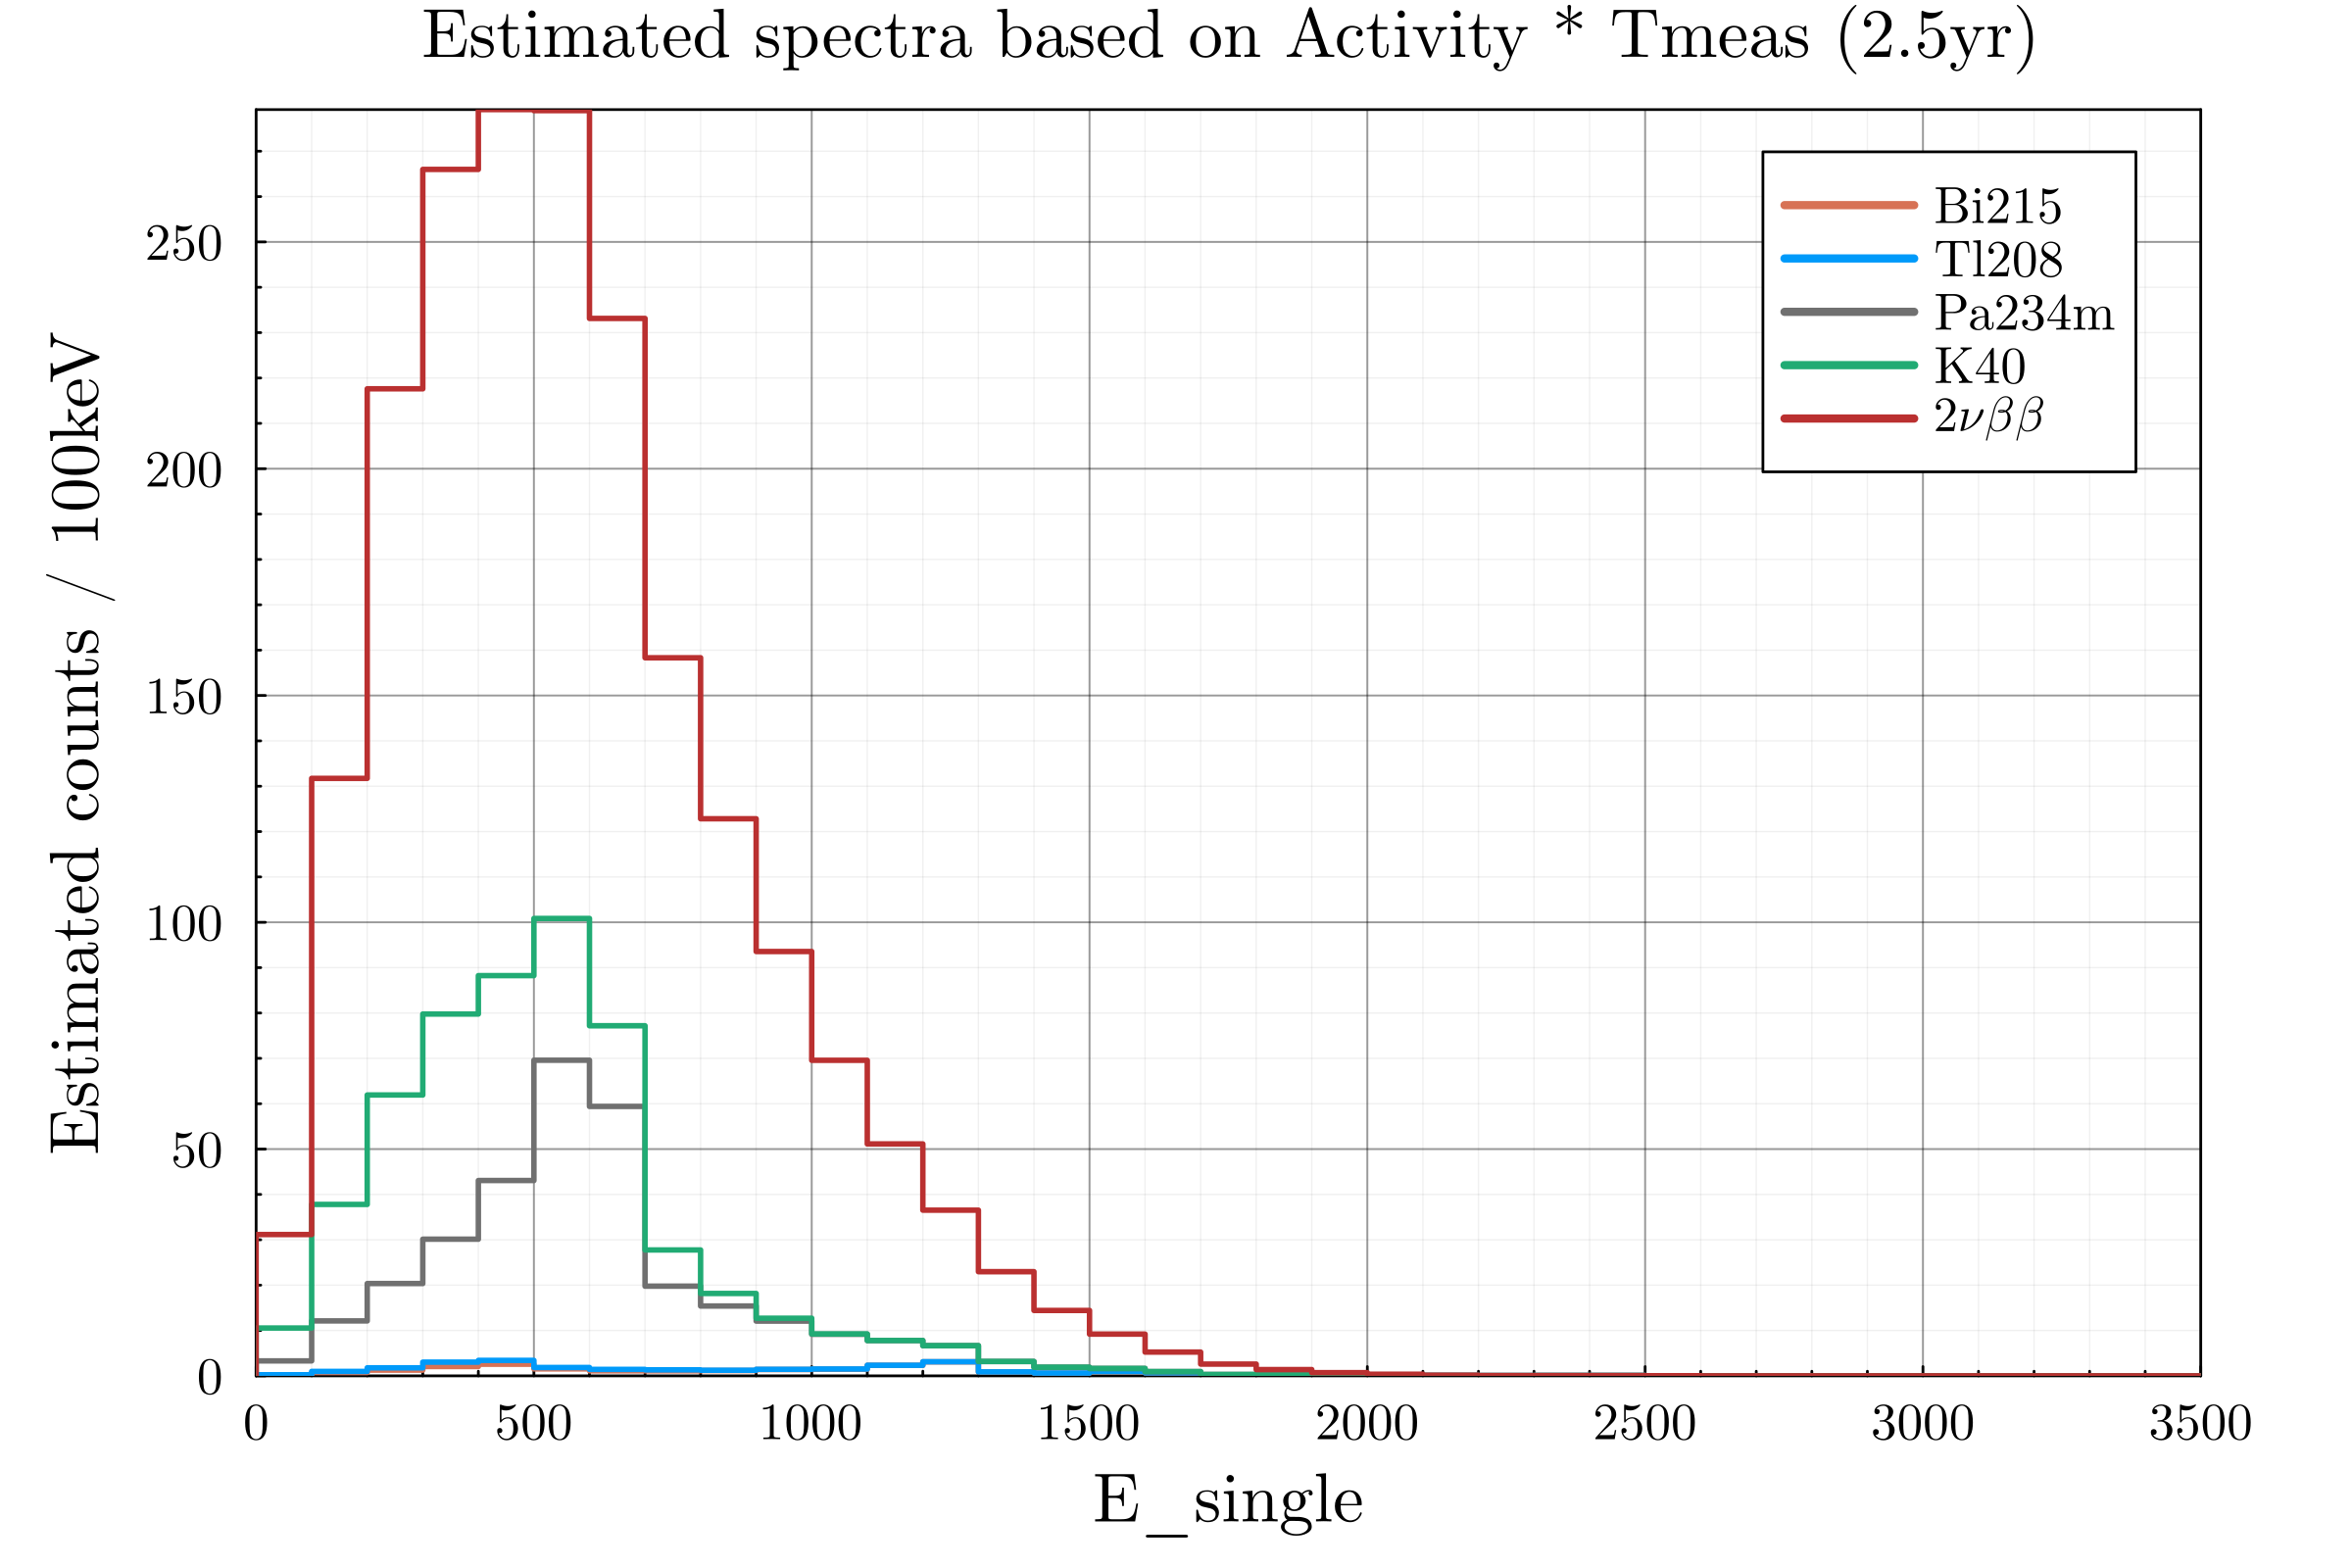 Estimated spectra based on Activity * Tmeas (2.5yr)
Estimated counts / 100keV
250
200
150
100
50
0
Bi215
Tl208
Pa234m
K40
2νββ
0 500 1000 1500 2000 2500 3000 3500
E_single